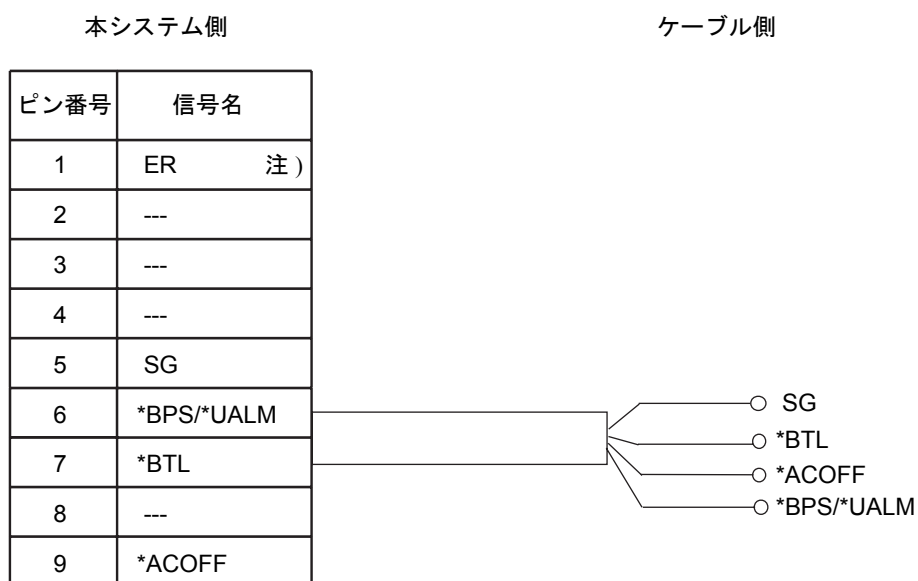 本システム側
ケーブル側
ピン番号 信号名
1 ER 注)
2 ---
3 ---
4 ---
5 SG
6 *BPS/*UALM
7 *BTL
8 ---
9 *ACOFF
SG
*BTL
*ACOFF
*BPS/*UALM